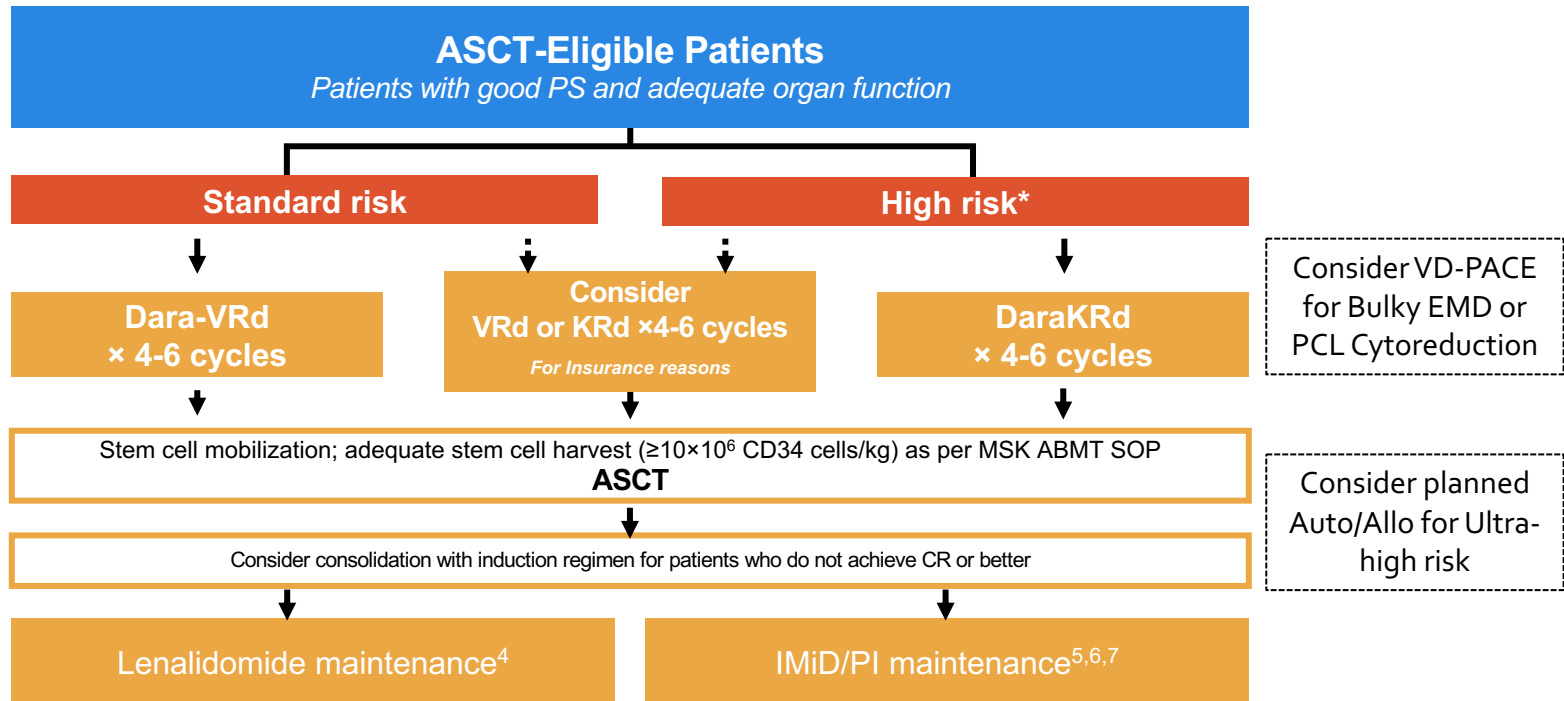 ASCT-Eligible Patients
Patients with good PS and adequate organ function
Standard risk
High risk*
Dara-VRd
× 4-6 cycles
Consider
VRd or KRd ×4-6 cycles
For Insurance reasons
DaraKRd
× 4-6 cycles
Consider VD-PACE
for Bulky EMD or
PCL Cytoreduction
Stem cell mobilization; adequate stem cell harvest (≥10×10⁶ CD34 cells/kg) as per MSK ABMT SOP
ASCT
Consider planned
Auto/Allo for Ultra-
high risk
Consider consolidation with induction regimen for patients who do not achieve CR or better
Lenalidomide maintenance⁴
IMiD/PI maintenance⁵,⁶,⁷